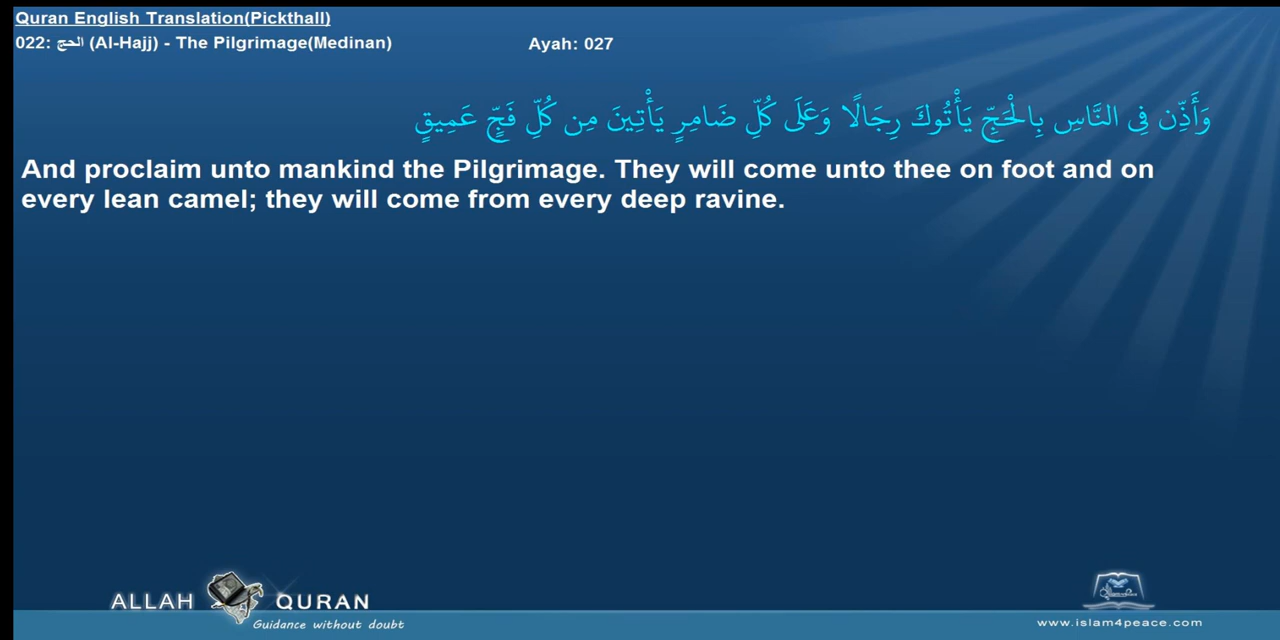 Quran English Translation(Pickthall)
022: الحج (Al-Hajj) - The Pilgrimage(Medinan) Ayah: 027
وَأَذِّن فِى النَّاسِ بِالْحَجِّ يَأْتُوكَ رِجَالًا وَعَلَى كُلِّ ضَامِرٍ يَأْتِينَ مِن كُلِّ فَجٍّ عَمِيقٍ
And proclaim unto mankind the Pilgrimage. They will come unto thee on foot and on
every lean camel; they will come from every deep ravine.
ALLAH QURAN
Guidance without doubt
www.islam4peace.com